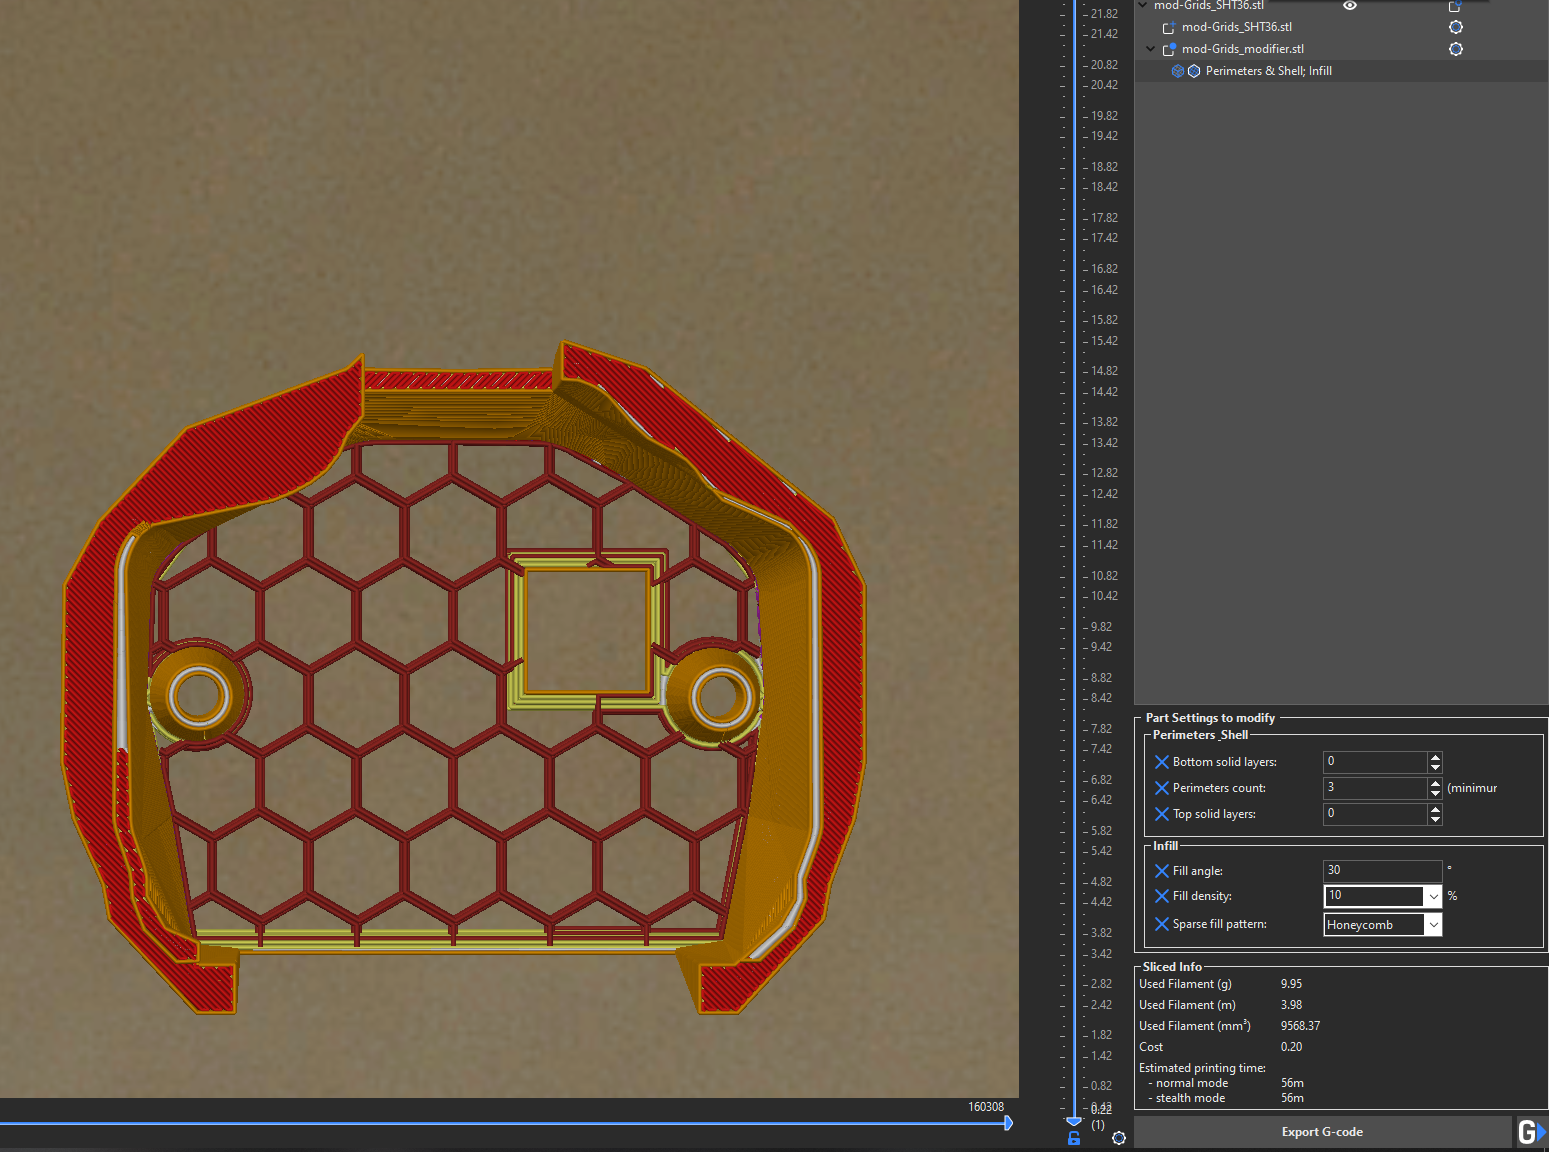 mod-Grids_SHT36.stl
mod-Grids_SHT36.stl
mod-Grids_modifier.stl
Perimeters & Shell; Infill
21.82
21.42
20.82
20.42
19.82
19.42
18.82
18.42
17.82
17.42
16.82
16.42
15.82
15.42
14.82
14.42
13.82
13.42
12.82
12.42
11.82
11.42
10.82
10.42
9.82
9.42
8.82
8.42
7.82
7.42
6.82
6.42
5.82
5.42
4.82
4.42
3.82
3.42
2.82
2.42
1.82
1.42
0.82
0.22
(1)
160308
Part Settings to modify
Perimeters_Shell
Bottom solid layers: 0
Perimeters count: 3 (minimur
Top solid layers: 0
Infill
Fill angle: 30 °
Fill density: 10 %
Sparse fill pattern: Honeycomb
Sliced Info
Used Filament (g) 9.95
Used Filament (m) 3.98
Used Filament (mm³) 9568.37
Cost 0.20
Estimated printing time:
- normal mode 56m
- stealth mode 56m
Export G-code
G